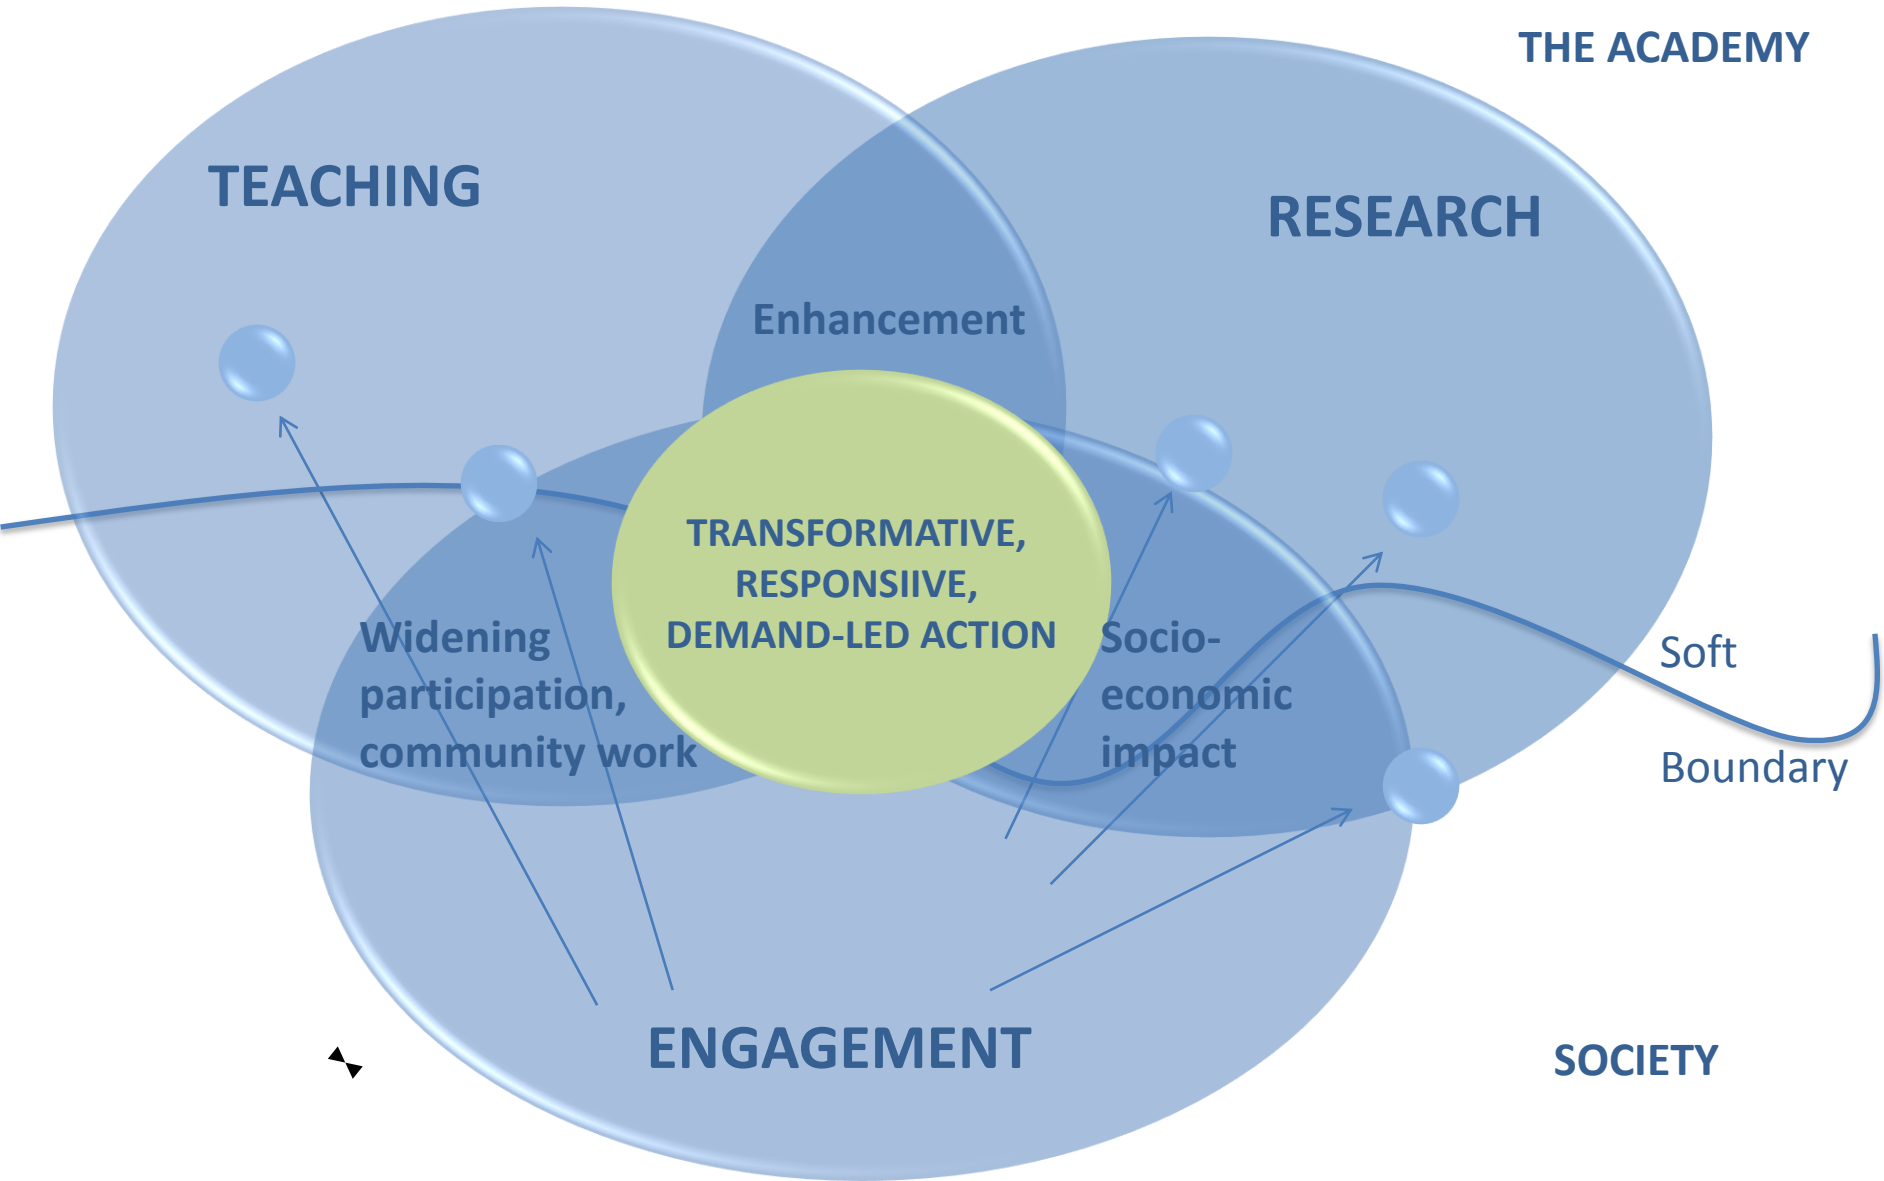 THE ACADEMY
TEACHING
RESEARCH
Enhancement
TRANSFORMATIVE,
RESPONSIIVE,
DEMAND-LED ACTION
Widening
participation,
community work
Socio-
economic
impact
Soft
Boundary
ENGAGEMENT
SOCIETY